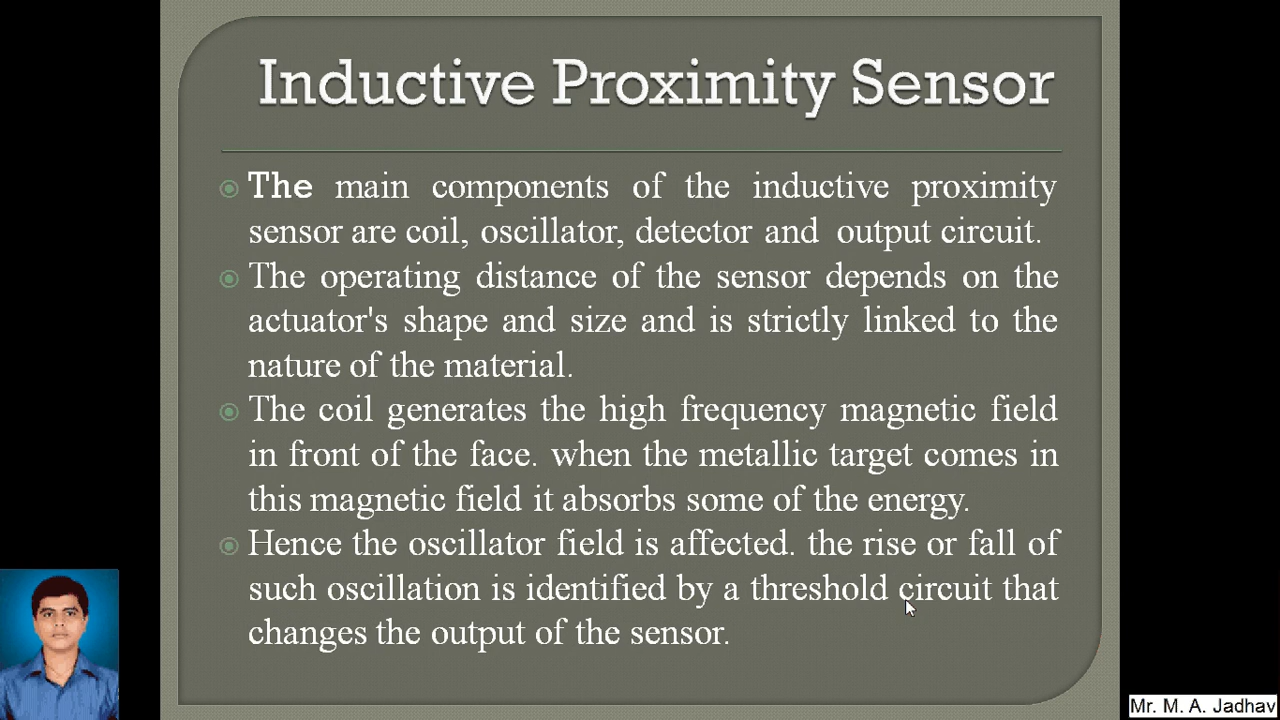 Inductive Proximity Sensor
The main components of the inductive proximity
sensor are coil, oscillator, detector and output circuit.
The operating distance of the sensor depends on the
actuator's shape and size and is strictly linked to the
nature of the material.
The coil generates the high frequency magnetic field
in front of the face. when the metallic target comes in
this magnetic field it absorbs some of the energy.
Hence the oscillator field is affected. the rise or fall of
such oscillation is identified by a threshold circuit that
changes the output of the sensor.
Mr. M. A. Jadhav